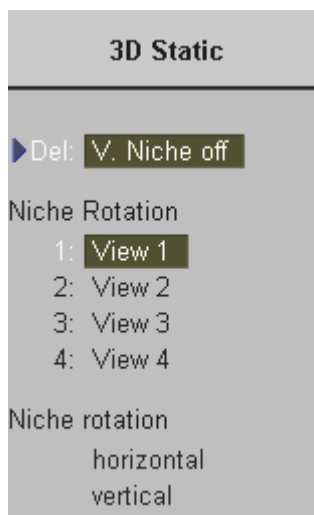 3D Static
Del: V. Niche off
Niche Rotation
1: View 1
2: View 2
3: View 3
4: View 4
Niche rotation
horizontal
vertical